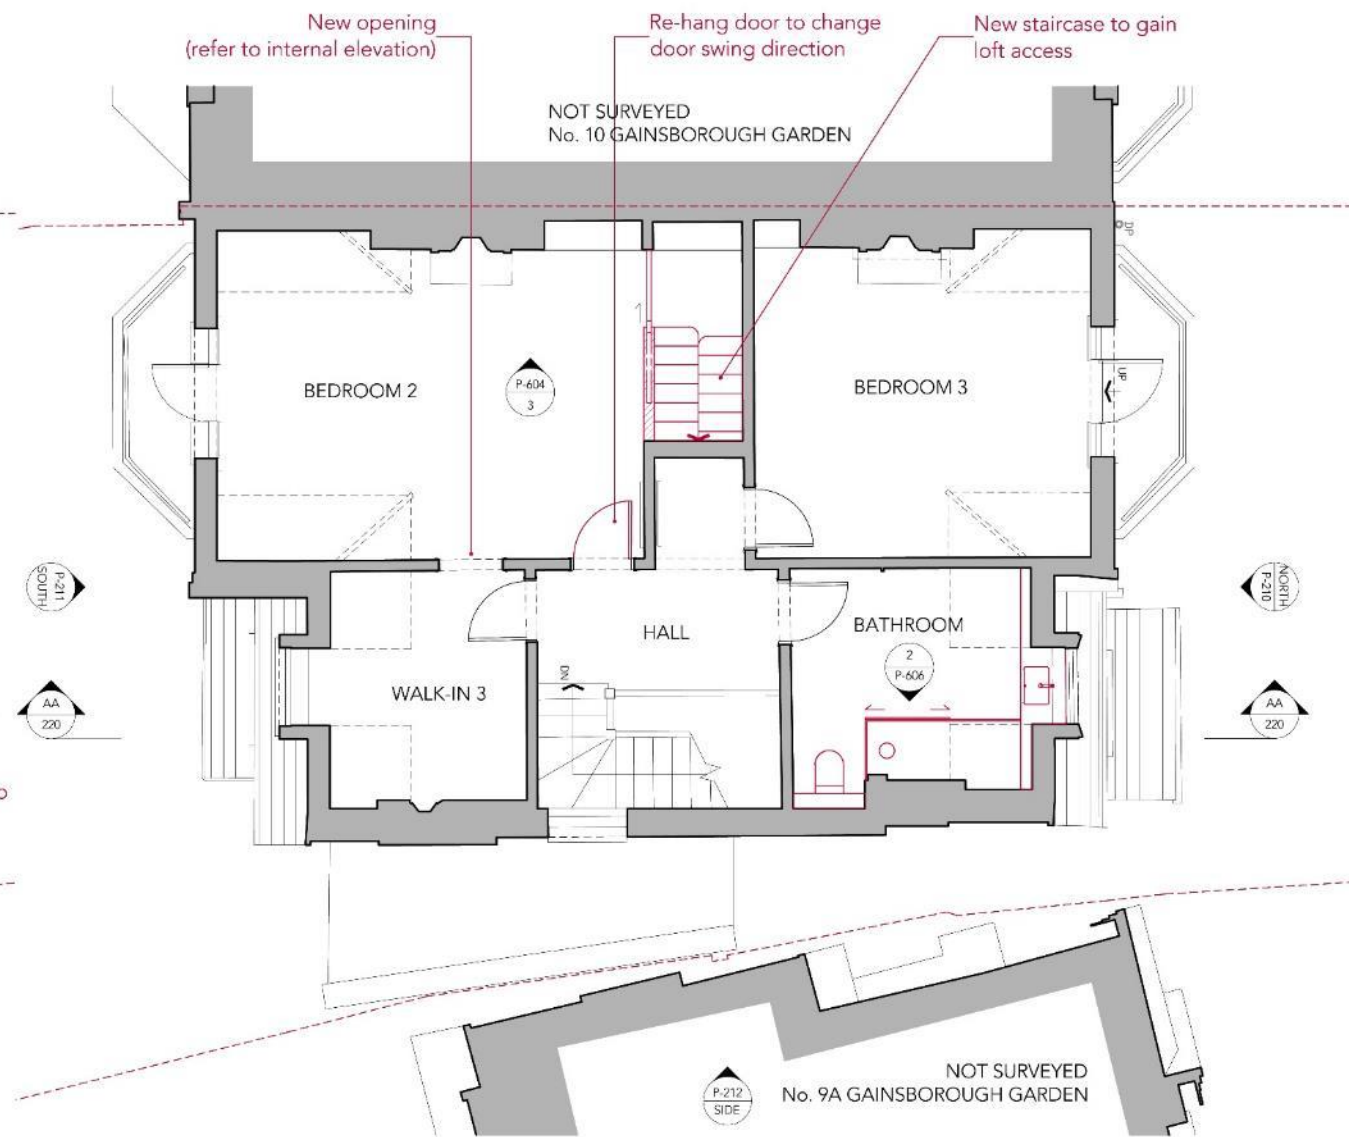 New opening
(refer to internal elevation)
Re-hang door to change
door swing direction
New staircase to gain
loft access
NOT SURVEYED
No. 10 GAINSBOROUGH GARDEN
DP
BEDROOM 2
P-604
3
BEDROOM 3
UP
P-211
SOUTH
NORTH
P-210
HALL
BATHROOM
2
P-606
DN
WALK-IN 3
AA
220
AA
220
NOT SURVEYED
No. 9A GAINSBOROUGH GARDEN
P-212
SIDE